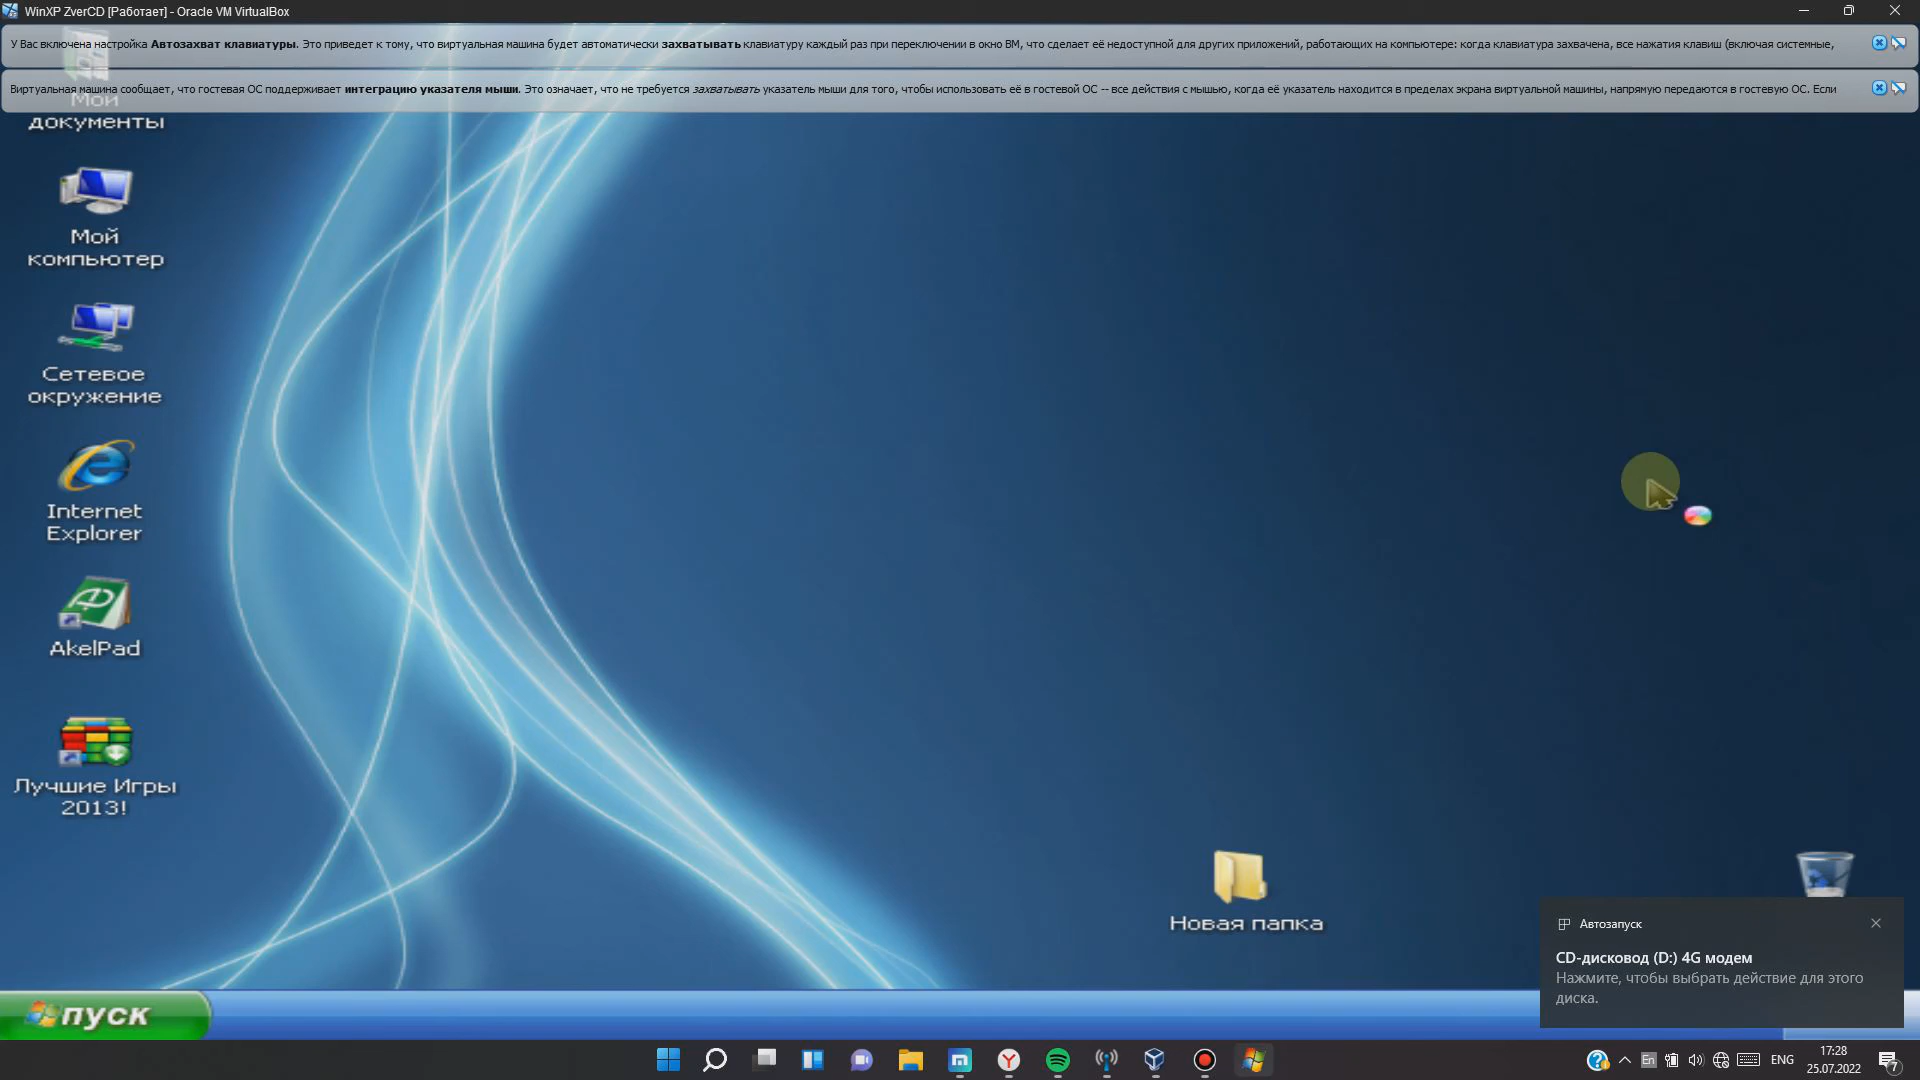 WinXP ZverCD [Работает] - Oracle VM VirtualBox
У Вас включена настройка Автозахват клавиатуры. Это приведет к тому, что виртуальная машина будет автоматически захватывать клавиатуру каждый раз при переключении в окно ВМ, что сделает её недоступной для других приложений, работающих на компьютере: когда клавиатура захвачена, все нажатия клавиш (включая системные,
Виртуальная машина сообщает, что гостевая ОС поддерживает интеграцию указателя мыши. Это означает, что не требуется захватывать указатель мыши для того, чтобы использовать её в гостевой ОС -- все действия с мышью, когда её указатель находится в пределах экрана виртуальной машины, напрямую передаются в гостевую ОС. Если
Мои
документы
Мой
компьютер
Сетевое
окружение
Internet
Explorer
AkelPad
Лучшие Игры
2013!
Новая папка
Автозапуск
CD-дисковод (D:) 4G модем
Нажмите, чтобы выбрать действие для этого
диска.
пуск
En
ENG
17:28
25.07.2022
7